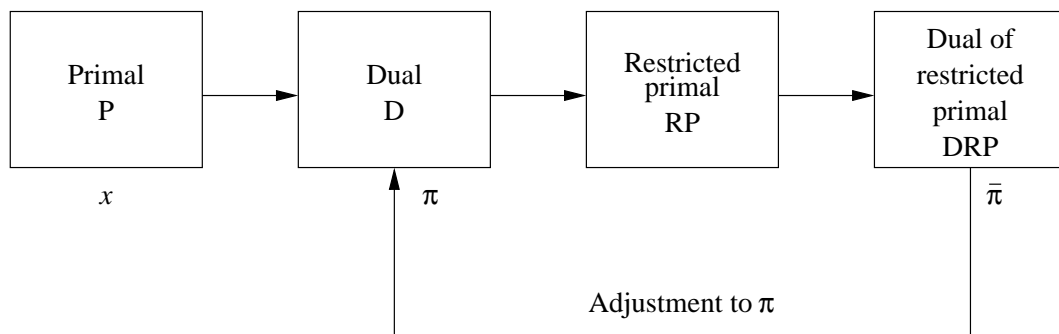 Primal
P
Dual
D
Restricted
primal
RP
Dual of
restricted
primal
DRP
x
π
π̄
Adjustment to π